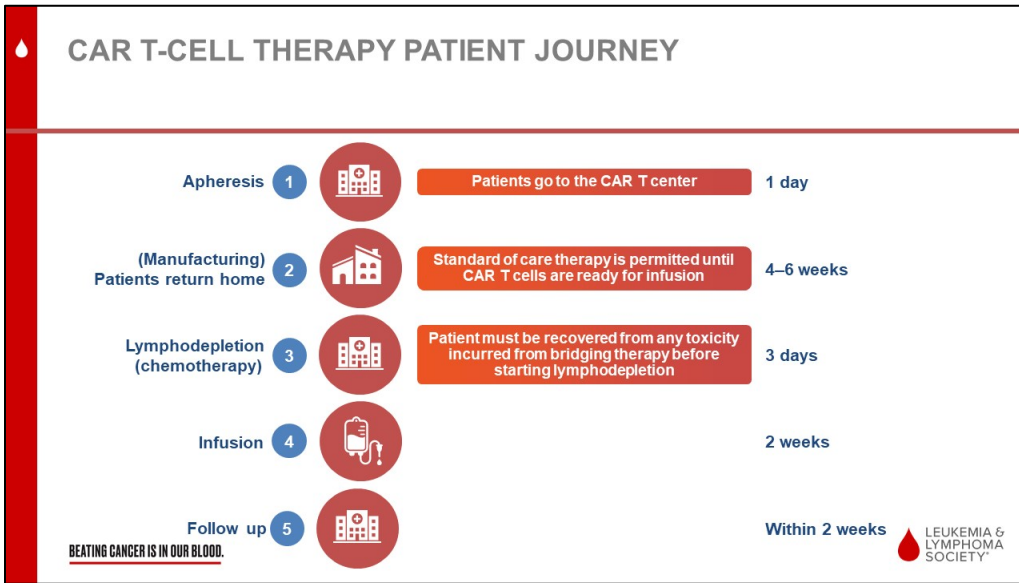 CAR T-CELL THERAPY PATIENT JOURNEY
Apheresis
1
Patients go to the CAR T center
1 day
(Manufacturing)
Patients return home
2
Standard of care therapy is permitted until
CAR T cells are ready for infusion
4–6 weeks
Lymphodepletion
(chemotherapy)
3
Patient must be recovered from any toxicity
incurred from bridging therapy before
starting lymphodepletion
3 days
Infusion
4
2 weeks
Follow up
5
Within 2 weeks
BEATING CANCER IS IN OUR BLOOD.
LEUKEMIA &
LYMPHOMA
SOCIETY®